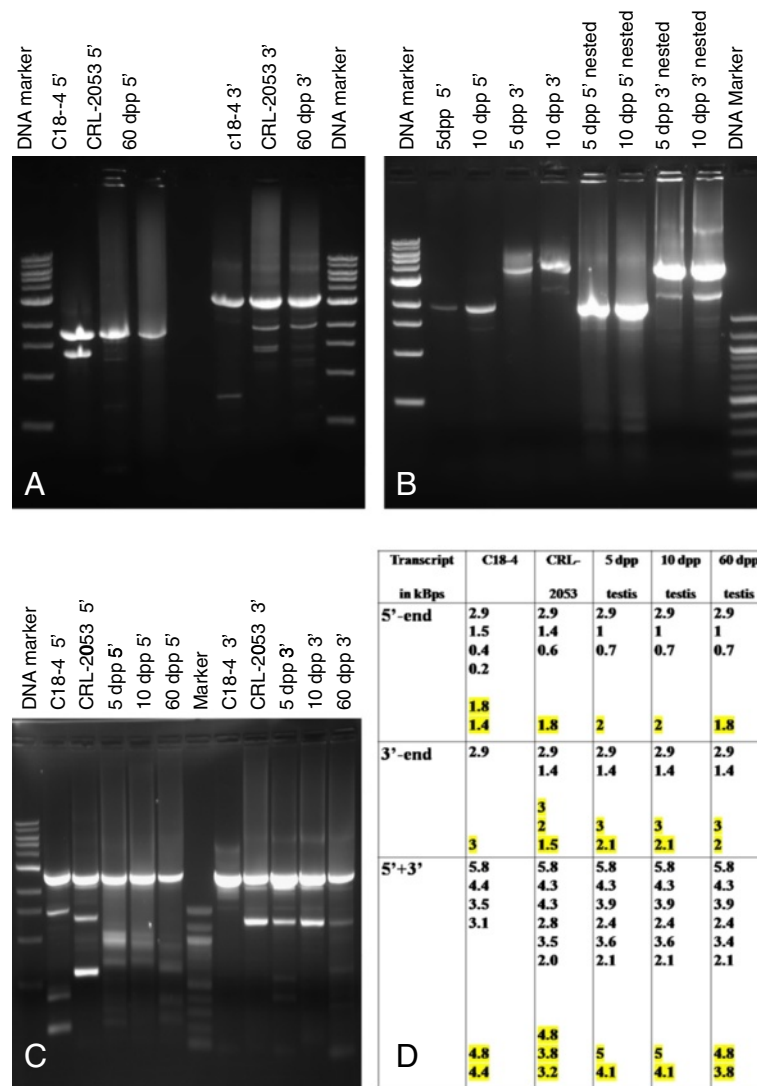 DNA marker
C18--4 5’
CRL-2053 5’
60 dpp 5’
c18-4 3’
CRL-2053 3’
60 dpp 3’
DNA marker
A
DNA marker
5dpp 5’
10 dpp 5’
5 dpp 3’
10 dpp 3’
5 dpp 5’ nested
10 dpp 5’ nested
5 dpp 3’ nested
10 dpp 3’ nested
DNA Marker
B
DNA marker
C18-4 5’
CRL-2053 5’
5 dpp 5’
10 dpp 5’
60 dpp 5’
Marker
C18-4 3’
CRL-2053 3’
5 dpp 3’
10 dpp 3’
60 dpp 3’
C
Transcript C18-4 CRL- 5 dpp 10 dpp 60 dpp
in kBps 2053 testis testis testis
5’-end 2.9 2.9 2.9 2.9 2.9
1.5 1.4 1 1 1
0.4 0.6 0.7 0.7 0.7
0.2
1.8
1.4 1.8 2 2 1.8
3’-end 2.9 2.9 2.9 2.9 2.9
1.4 1.4 1.4 1.4
3
2 3 3 3
3 1.5 2.1 2.1 2
5’+3’ 5.8 5.8 5.8 5.8 5.8
4.4 4.3 4.3 4.3 4.3
3.5 4.3 3.9 3.9 3.9
3.1 2.8 2.4 2.4 2.4
3.5 3.6 3.6 3.4
2.0 2.1 2.1 2.1
4.8
4.8 3.8 5 5 4.8
4.4 3.2 4.1 4.1 3.8
D